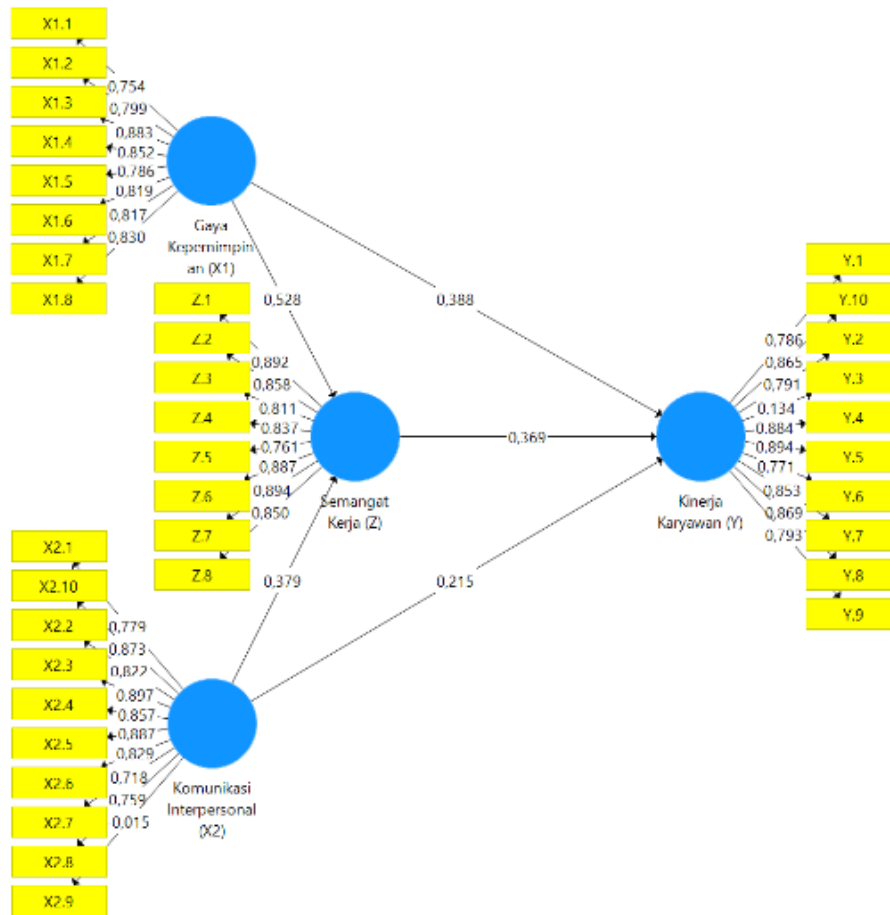 X1.1
X1.2
X1.3
X1.4
X1.5
X1.6
X1.7
X1.8
0,754
0,799
0,883
0.852
0.786
0,819
0,817
0,830
Gaya
Kepemimpin
an (X1)
0,528
0,388
Z.1
Z.2
Z.3
Z.4
Z.5
Z.6
Z.7
Z.8
0,892
0,858
0,811
0.837
0,761
0,887
0,894
0,850
Semangat
Kerja (Z)
0,369
0,379
0,215
Y.1
Y.10
Y.2
Y.3
Y.4
Y.5
Y.6
Y.7
Y.8
Y.9
0,786
0,865
0,791
0.134
0.884
0,894
0,771
0,853
0,869
0,793
Kinerja
Karyawan (Y)
X2.1
X2.10
X2.2
X2.3
X2.4
X2.5
X2.6
X2.7
X2.8
X2.9
0,779
0,873
0,822
0.897
0.857
0,887
0,829
0,718
0,759
0,015
Komunikasi
Interpersonal
(X2)